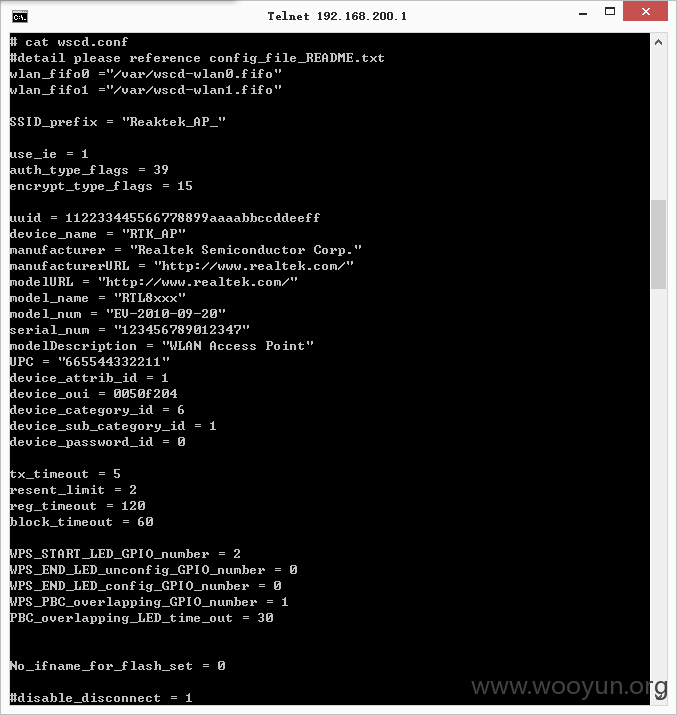 Telnet 192.168.200.1
# cat wscd.conf
#detail please reference config_file_README.txt
wlan_fifo0 ="/var/wscd-wlan0.fifo"
wlan_fifo1 ="/var/wscd-wlan1.fifo"
SSID_prefix = "Reaktek_AP_"
use_ie = 1
auth_type_flags = 39
encrypt_type_flags = 15
uuid = 112233445566778899aaaabbccddeeff
device_name = "RTK_AP"
manufacturer = "Realtek Semiconductor Corp."
manufacturerURL = "http://www.realtek.com/"
modelURL = "http://www.realtek.com/"
model_name = "RTL8xxx"
model_num = "EV-2010-09-20"
serial_num = "123456789012347"
modelDescription = "WLAN Access Point"
UPC = "665544332211"
device_attrib_id = 1
device_oui = 0050f204
device_category_id = 6
device_sub_category_id = 1
device_password_id = 0
tx_timeout = 5
resent_limit = 2
reg_timeout = 120
block_timeout = 60
WPS_START_LED_GPIO_number = 2
WPS_END_LED_unconfig_GPIO_number = 0
WPS_END_LED_config_GPIO_number = 0
WPS_PBC_overlapping_GPIO_number = 1
PBC_overlapping_LED_time_out = 30
No_ifname_for_flash_set = 0
#disable_disconnect = 1
www.wooyun.org